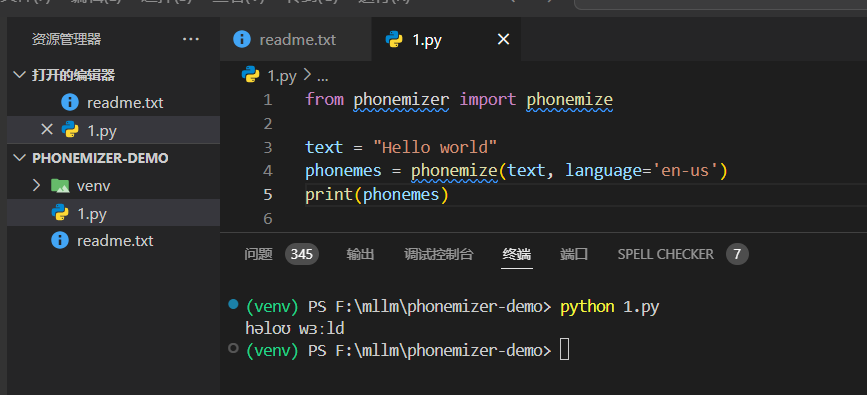 资源管理器
打开的编辑器
readme.txt
1.py
PHONEMIZER-DEMO
venv
1.py
readme.txt
readme.txt
1.py
1.py > ...
1 from phonemizer import phonemize
2
3 text = "Hello world"
4 phonemes = phonemize(text, language='en-us')
5 print(phonemes)
6
问题 345 输出 调试控制台 终端 端口 SPELL CHECKER 7
(venv) PS F:\mllm\phonemizer-demo> python 1.py
həloʊ wɜːld
(venv) PS F:\mllm\phonemizer-demo>